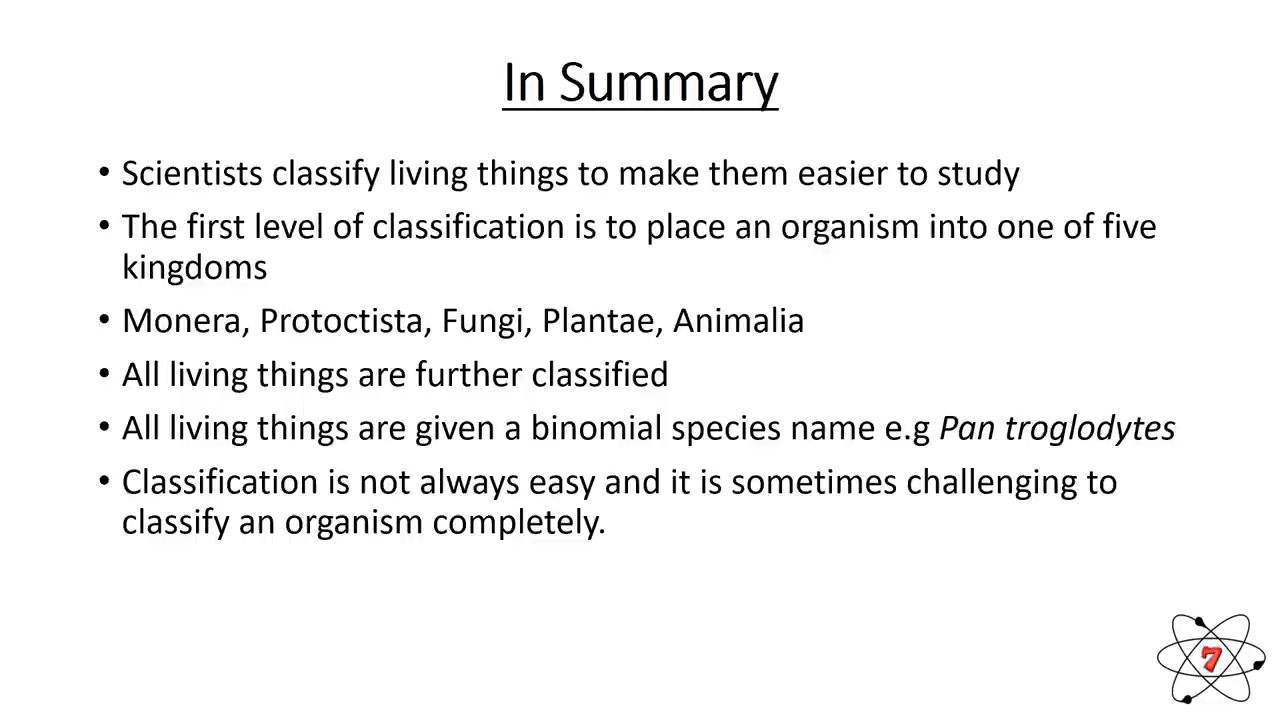 In Summary
• Scientists classify living things to make them easier to study
• The first level of classification is to place an organism into one of five
kingdoms
• Monera, Protoctista, Fungi, Plantae, Animalia
• All living things are further classified
• All living things are given a binomial species name e.g Pan troglodytes
• Classification is not always easy and it is sometimes challenging to
classify an organism completely.
7